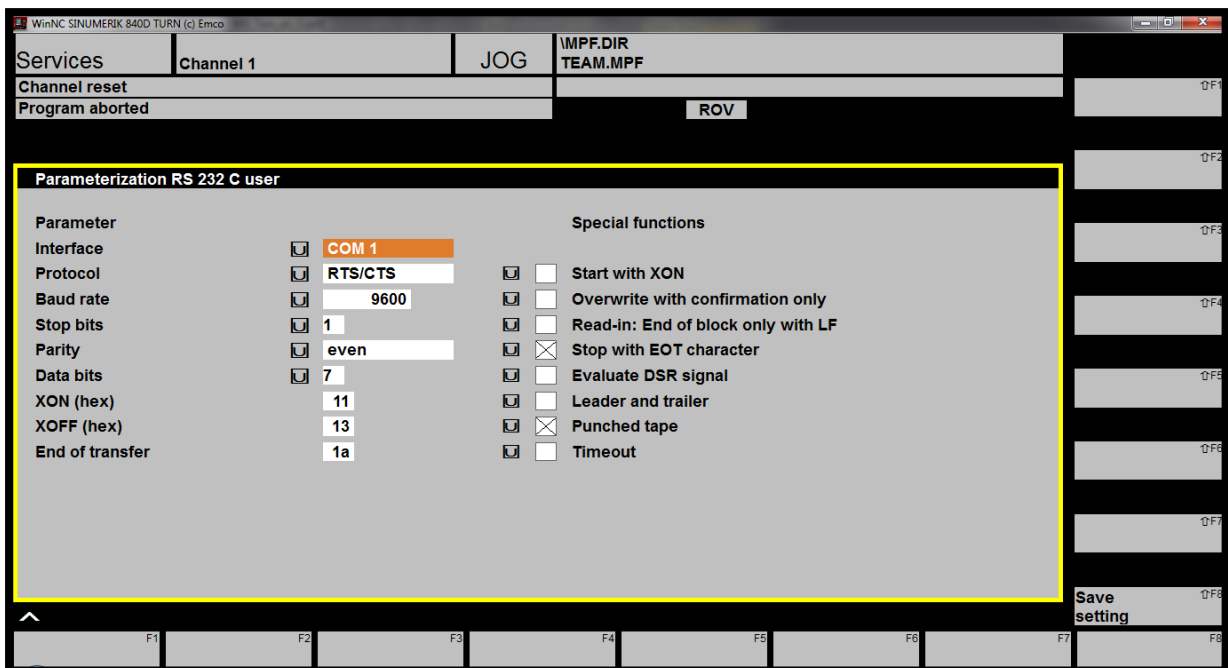 WinNC SINUMERIK 840D TURN (c) Emco
Services
Channel 1
JOG
\MPF.DIR
TEAM.MPF
Channel reset
Program aborted
ROV
Parameterization RS 232 C user
Parameter
Special functions
Interface COM 1
Protocol RTS/CTS Start with XON
Baud rate 9600 Overwrite with confirmation only
Stop bits 1 Read-in: End of block only with LF
Parity even Stop with EOT character
Data bits 7 Evaluate DSR signal
XON (hex) 11 Leader and trailer
XOFF (hex) 13 Punched tape
End of transfer 1a Timeout
⇧F1
⇧F2
⇧F3
⇧F4
⇧F5
⇧F6
⇧F7
Save ⇧F8
setting
F1 F2 F3 F4 F5 F6 F7 F8